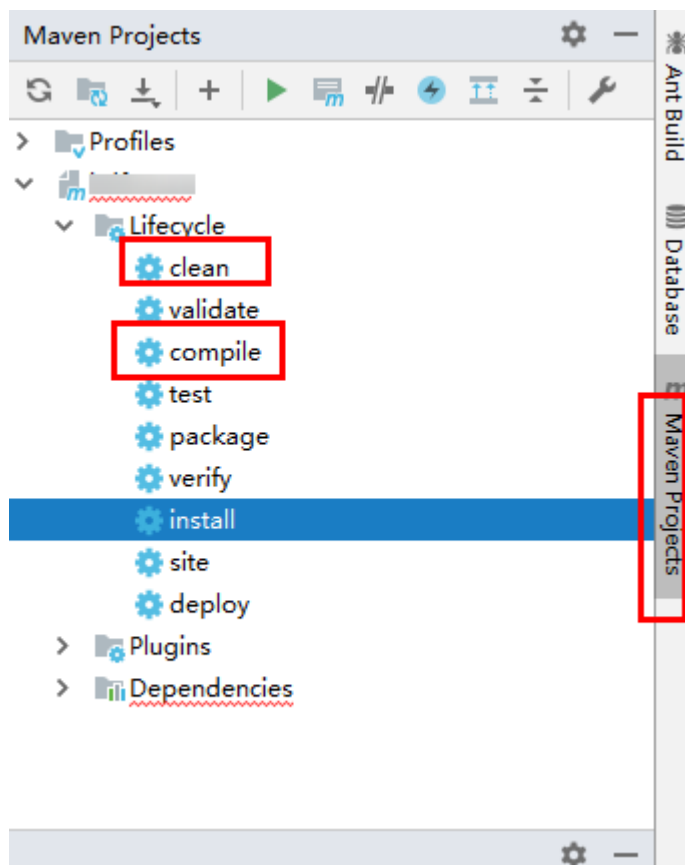 Maven Projects
Profiles
Lifecycle
clean
validate
compile
test
package
verify
install
site
deploy
Plugins
Dependencies
Ant Build
Database
Maven Projects